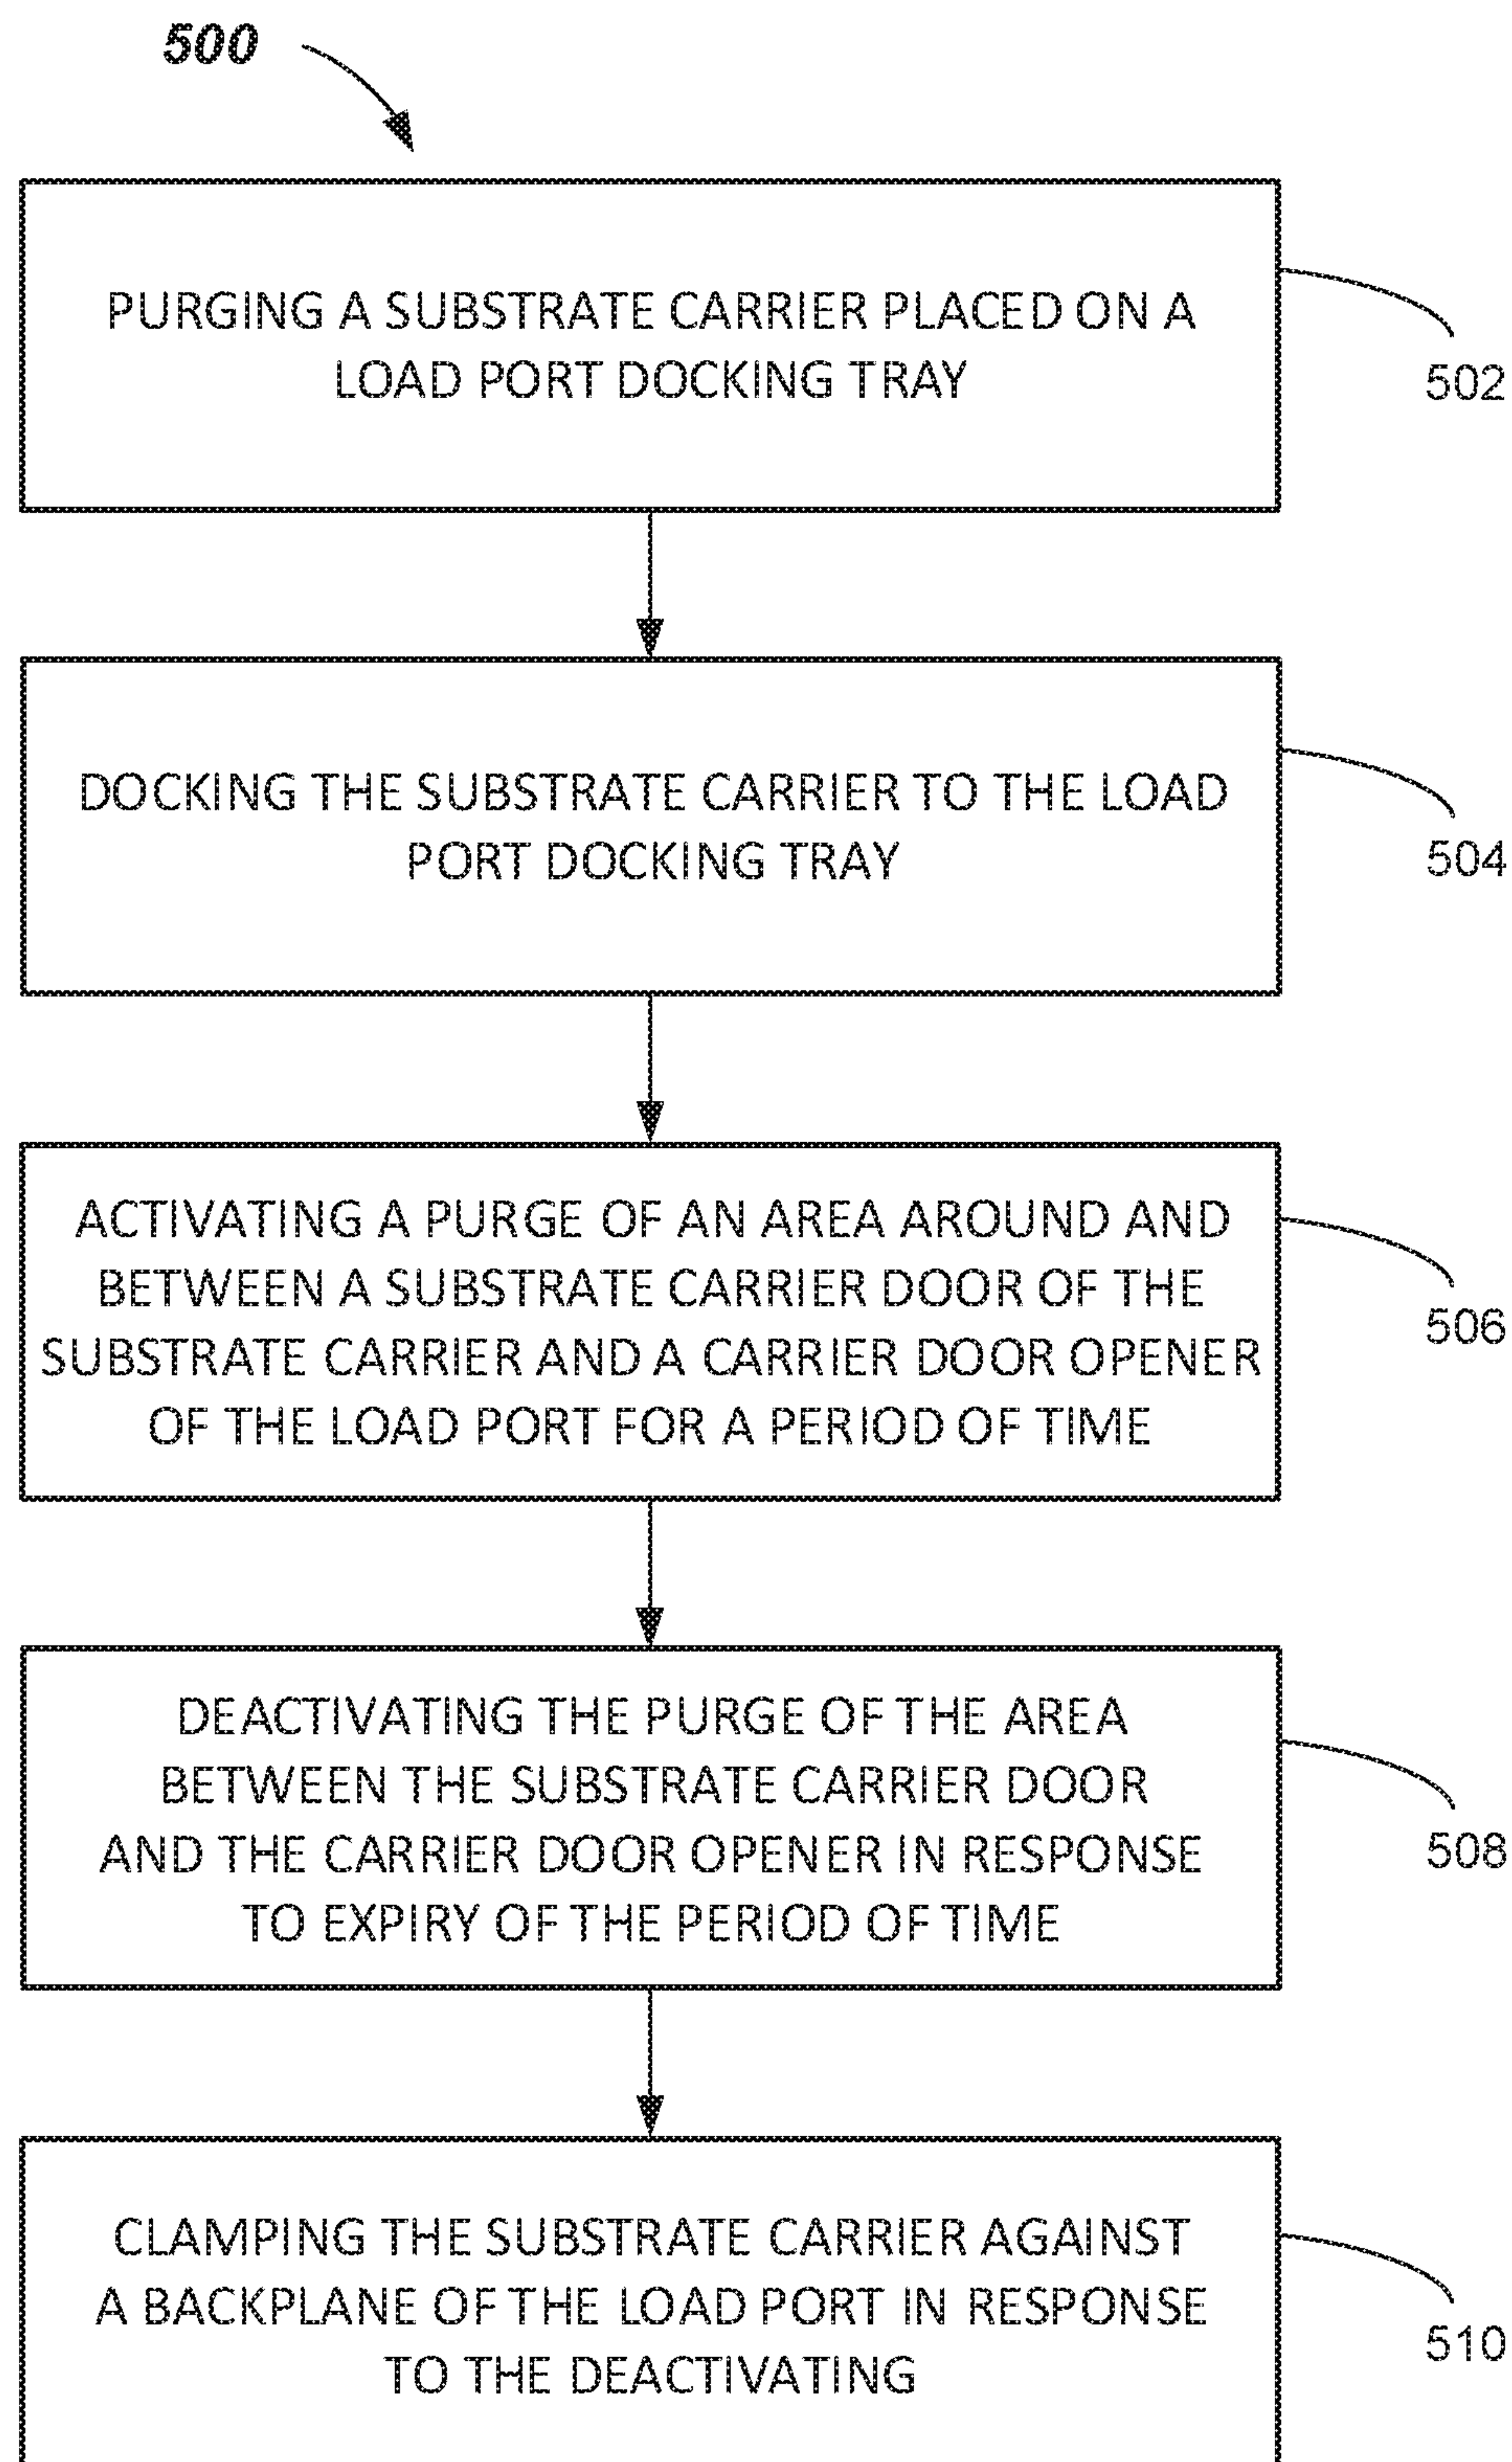 500
PURGING A SUBSTRATE CARRIER PLACED ON A
LOAD PORT DOCKING TRAY
502
DOCKING THE SUBSTRATE CARRIER TO THE LOAD
PORT DOCKING TRAY
504
ACTIVATING A PURGE OF AN AREA AROUND AND
BETWEEN A SUBSTRATE CARRIER DOOR OF THE
SUBSTRATE CARRIER AND A CARRIER DOOR OPENER
OF THE LOAD PORT FOR A PERIOD OF TIME
506
DEACTIVATING THE PURGE OF THE AREA
BETWEEN THE SUBSTRATE CARRIER DOOR
AND THE CARRIER DOOR OPENER IN RESPONSE
TO EXPIRY OF THE PERIOD OF TIME
508
CLAMPING THE SUBSTRATE CARRIER AGAINST
A BACKPLANE OF THE LOAD PORT IN RESPONSE
TO THE DEACTIVATING
510